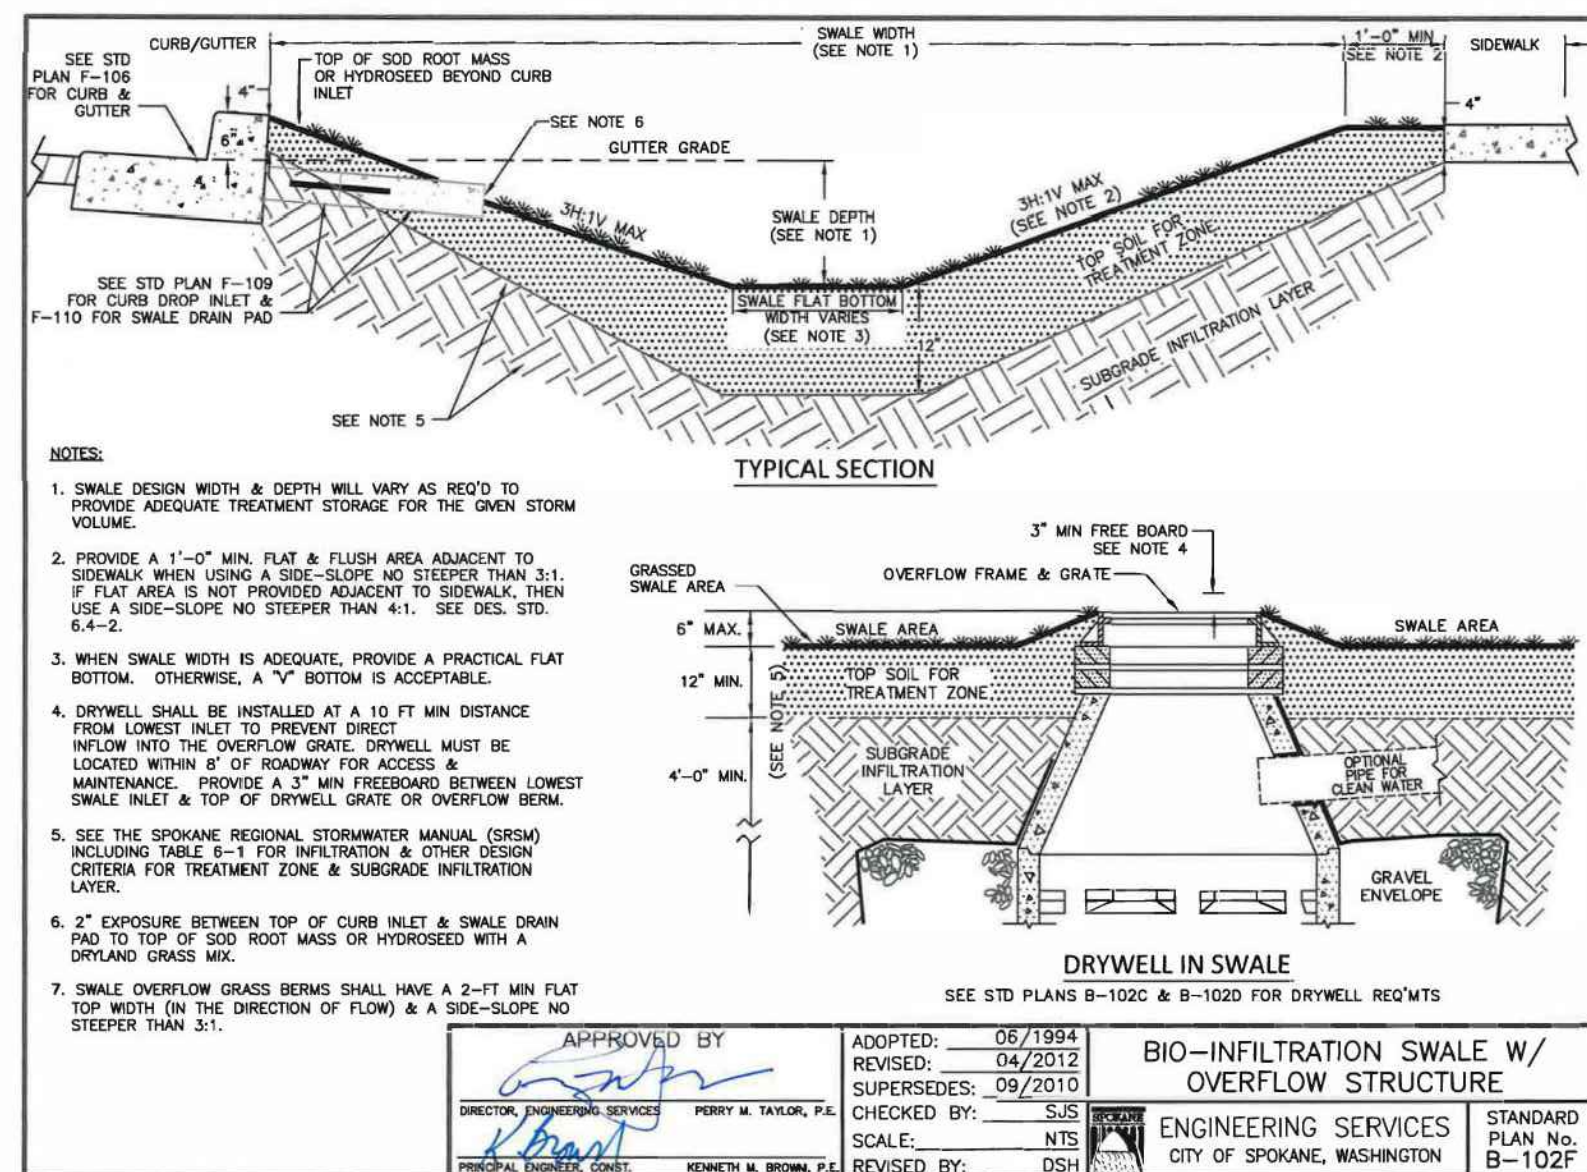 CURB/GUTTER
SWALE WIDTH
(SEE NOTE 1)
1'-0" MIN
(SEE NOTE 2
SIDEWALK
SEE STD
PLAN F-106
FOR CURB &
GUTTER
TOP OF SOD ROOT MASS
OR HYDROSEED BEYOND CURB
INLET
4"
4"
6"
SEE NOTE 6
GUTTER GRADE
3H:1V MAX
SWALE DEPTH
(SEE NOTE 1)
3H:1V MAX
(SEE NOTE 2)
TOP SOIL FOR
TREATMENT ZONE
SEE STD PLAN F-109
FOR CURB DROP INLET &
F-110 FOR SWALE DRAIN PAD
SWALE FLAT BOTTOM
WIDTH VARIES
(SEE NOTE 3)
12"
SUBGRADE INFILTRATION LAYER
SEE NOTE 5
TYPICAL SECTION
NOTES:
1. SWALE DESIGN WIDTH & DEPTH WILL VARY AS REQ'D TO
PROVIDE ADEQUATE TREATMENT STORAGE FOR THE GIVEN STORM
VOLUME.
2. PROVIDE A 1'-0" MIN. FLAT & FLUSH AREA ADJACENT TO
SIDEWALK WHEN USING A SIDE-SLOPE NO STEEPER THAN 3:1.
IF FLAT AREA IS NOT PROVIDED ADJACENT TO SIDEWALK, THEN
USE A SIDE-SLOPE NO STEEPER THAN 4:1. SEE DES. STD.
6.4-2.
3. WHEN SWALE WIDTH IS ADEQUATE, PROVIDE A PRACTICAL FLAT
BOTTOM. OTHERWISE, A "V" BOTTOM IS ACCEPTABLE.
4. DRYWELL SHALL BE INSTALLED AT A 10 FT MIN DISTANCE
FROM LOWEST INLET TO PREVENT DIRECT
INFLOW INTO THE OVERFLOW GRATE. DRYWELL MUST BE
LOCATED WITHIN 8' OF ROADWAY FOR ACCESS &
MAINTENANCE. PROVIDE A 3" MIN FREEBOARD BETWEEN LOWEST
SWALE INLET & TOP OF DRYWELL GRATE OR OVERFLOW BERM.
5. SEE THE SPOKANE REGIONAL STORMWATER MANUAL (SRSM)
INCLUDING TABLE 6-1 FOR INFILTRATION & OTHER DESIGN
CRITERIA FOR TREATMENT ZONE & SUBGRADE INFILTRATION
LAYER.
6. 2" EXPOSURE BETWEEN TOP OF CURB INLET & SWALE DRAIN
PAD TO TOP OF SOD ROOT MASS OR HYDROSEED WITH A
DRYLAND GRASS MIX.
7. SWALE OVERFLOW GRASS BERMS SHALL HAVE A 2-FT MIN FLAT
TOP WIDTH (IN THE DIRECTION OF FLOW) & A SIDE-SLOPE NO
STEEPER THAN 3:1.
3" MIN FREE BOARD
SEE NOTE 4
GRASSED
SWALE AREA
OVERFLOW FRAME & GRATE
6" MAX.
SWALE AREA
SWALE AREA
12" MIN.
(SEE NOTE 5)
TOP SOIL FOR
TREATMENT ZONE
4'-0" MIN.
SUBGRADE
INFILTRATION
LAYER
OPTIONAL
PIPE FOR
CLEAN WATER
GRAVEL
ENVELOPE
DRYWELL IN SWALE
SEE STD PLANS B-102C & B-102D FOR DRYWELL REQ'MTS
APPROVED BY
DIRECTOR, ENGINEERING SERVICES PERRY M. TAYLOR, P.E.
K Brown
PRINCIPAL ENGINEER, CONST. KENNETH M. BROWN, P.E.
ADOPTED: 06/1994
REVISED: 04/2012
SUPERSEDES: 09/2010
CHECKED BY: SJS
SCALE: NTS
REVISED BY: DSH
BIO-INFILTRATION SWALE W/
OVERFLOW STRUCTURE
SPOKANE
ENGINEERING SERVICES
CITY OF SPOKANE, WASHINGTON
STANDARD
PLAN No.
B-102F